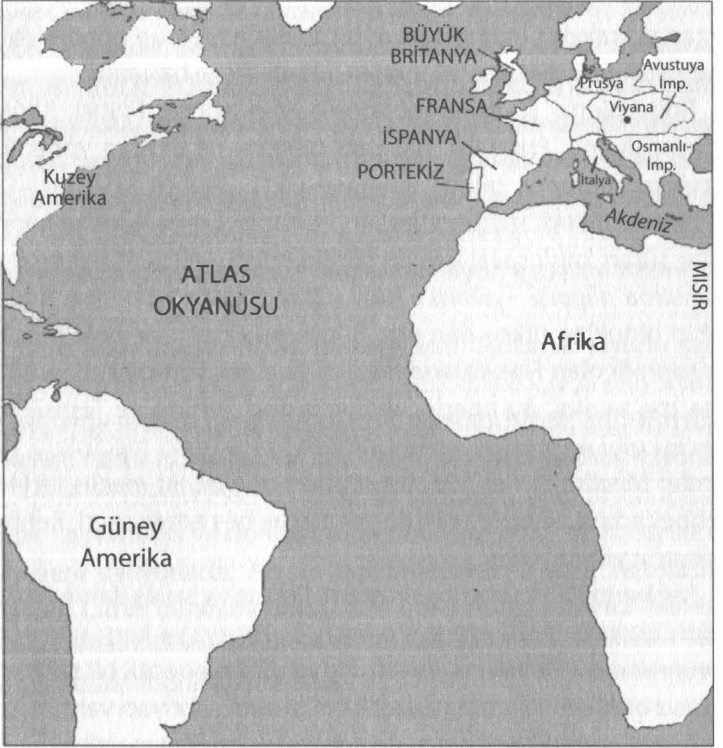 BÜYÜK
BRİTANYA
Prusya
Avustuya
İmp.
Viyana
FRANSA
İSPANYA
Osmanlı-
İmp.
PORTEKİZ
İtalya
Kuzey
Amerika
Akdeniz
ATLAS
OKYANUSU
MISIR
Afrika
Güney
Amerika